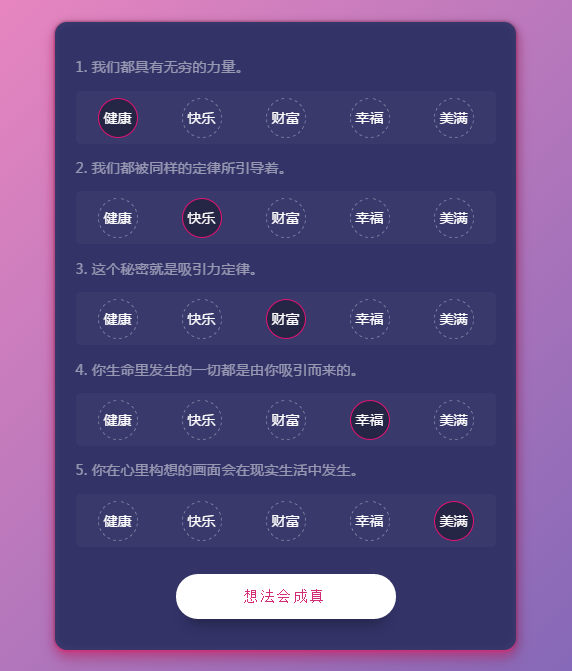 1. 我们都具有无穷的力量。
健康 快乐 财富 幸福 美满
2. 我们都被同样的定律所引导着。
健康 快乐 财富 幸福 美满
3. 这个秘密就是吸引力定律。
健康 快乐 财富 幸福 美满
4. 你生命里发生的一切都是由你吸引而来的。
健康 快乐 财富 幸福 美满
5. 你在心里构想的画面会在现实生活中发生。
健康 快乐 财富 幸福 美满
想法会成真